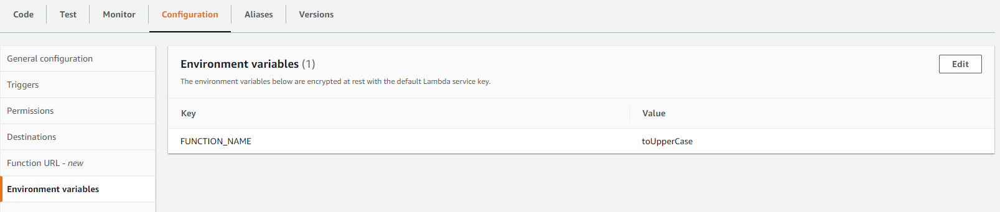 Code Test Monitor Configuration Aliases Versions
General configuration
Triggers
Permissions
Destinations
Function URL - new
Environment variables
Environment variables (1)
Edit
The environment variables below are encrypted at rest with the default Lambda service key.
Key Value
FUNCTION_NAME toUpperCase